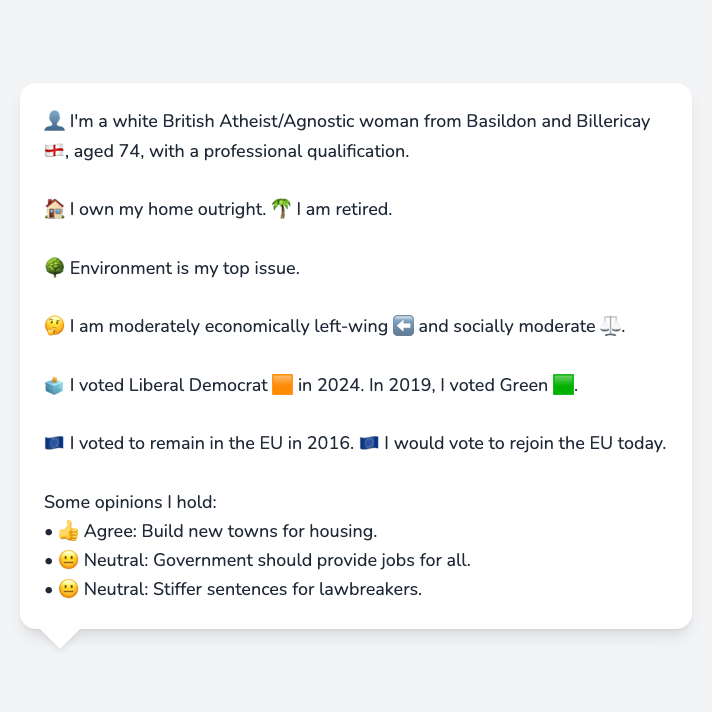 👤 I'm a white British Atheist/Agnostic woman from Basildon and Billericay
🏴󠁧󠁢󠁥󠁮󠁧󠁿, aged 74, with a professional qualification.
🏠 I own my home outright. 🌴 I am retired.
🌳 Environment is my top issue.
🤔 I am moderately economically left-wing ⬅️ and socially moderate ⚖️.
🗳️ I voted Liberal Democrat 🟧 in 2024. In 2019, I voted Green 🟩.
🇪🇺 I voted to remain in the EU in 2016. 🇪🇺 I would vote to rejoin the EU today.
Some opinions I hold:
• 👍 Agree: Build new towns for housing.
• 😐 Neutral: Government should provide jobs for all.
• 😐 Neutral: Stiffer sentences for lawbreakers.